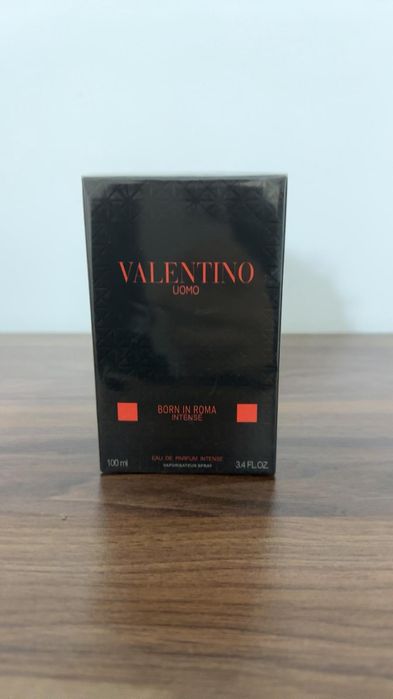 VALENTINO
UOMO
BORN IN ROMA
INTENSE
EAU DE PARFUM INTENSE
100 ml VAPORISATEUR SPRAY 3.4 FL.OZ.